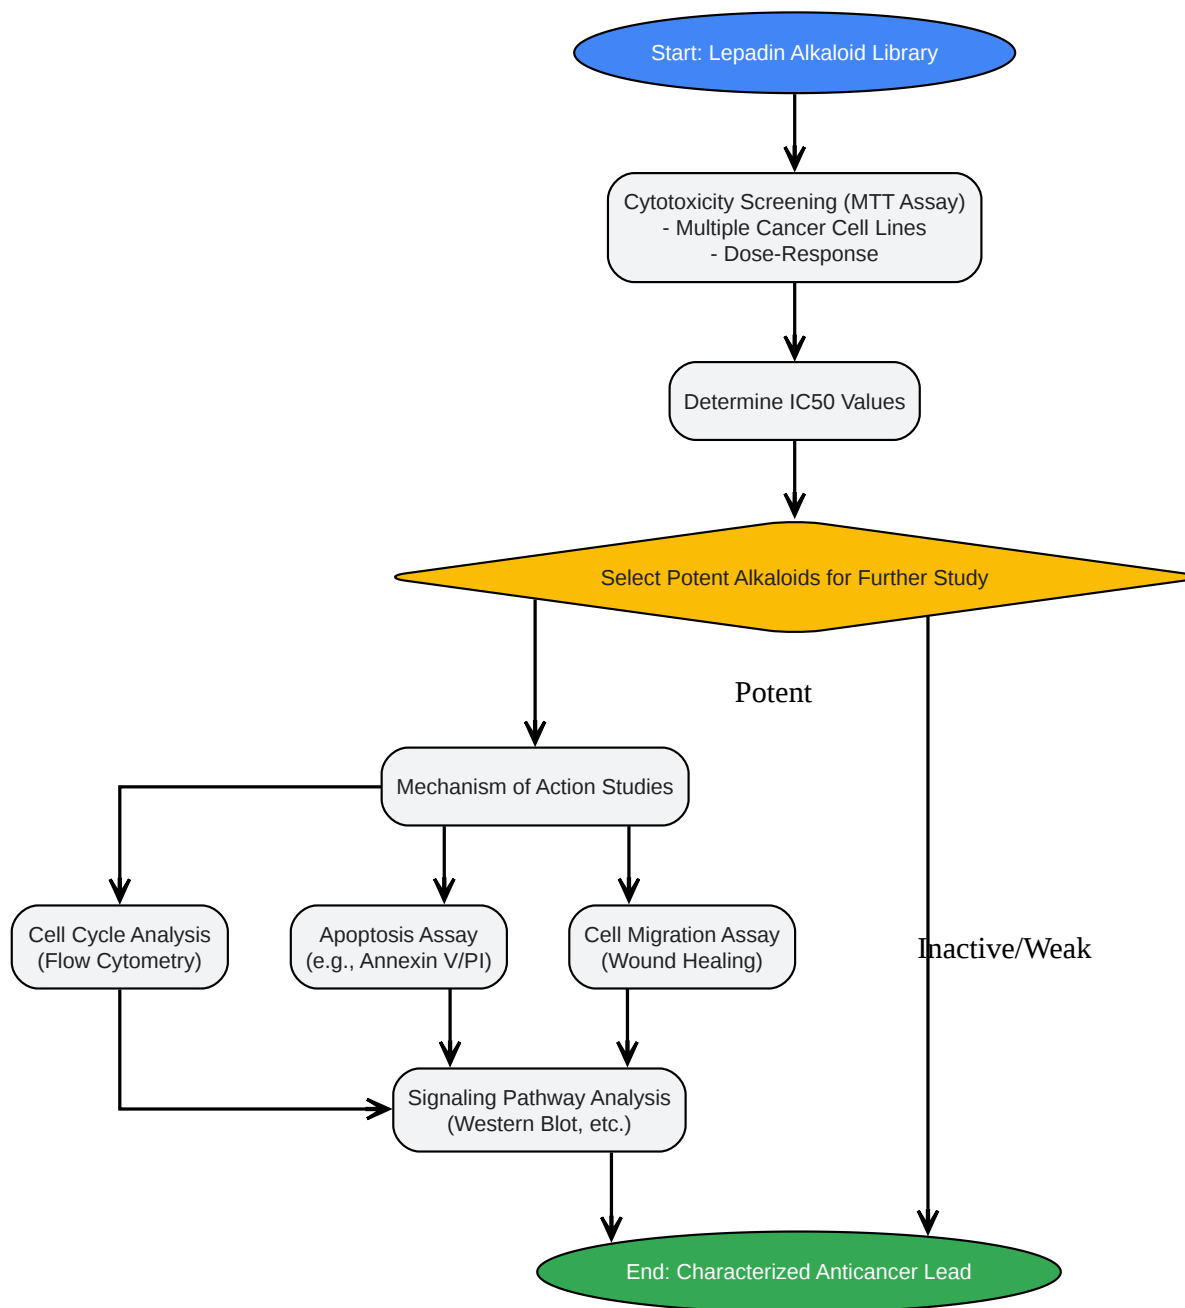 Start: Lepadin Alkaloid Library
Cytotoxicity Screening (MTT Assay)
- Multiple Cancer Cell Lines
- Dose-Response
Determine IC50 Values
Select Potent Alkaloids for Further Study
Potent
Mechanism of Action Studies
Cell Cycle Analysis
(Flow Cytometry)
Apoptosis Assay
(e.g., Annexin V/PI)
Cell Migration Assay
(Wound Healing)
Inactive/Weak
Signaling Pathway Analysis
(Western Blot, etc.)
End: Characterized Anticancer Lead